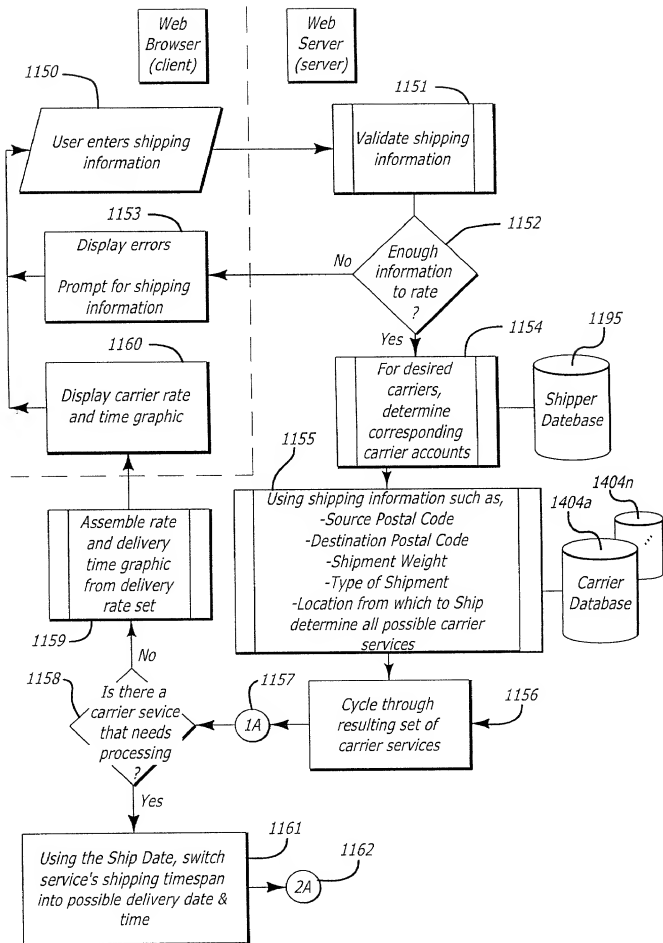 Web
Browser
(client)
Web
Server
(server)
1150
User enters shipping
information
1151
Validate shipping
information
1152
Enough
information
to rate
?
No
Yes
1153
Display errors
Prompt for shipping
information
1154
For desired
carriers,
determine
corresponding
carrier accounts
1195
Shipper
Datebase
1160
Display carrier rate
and time graphic
1155
Using shipping information such as,
-Source Postal Code
-Destination Postal Code
-Shipment Weight
-Type of Shipment
-Location from which to Ship
determine all possible carrier
services
1404a
1404n
...
Carrier
Database
Assemble rate
and delivery
time graphic
from delivery
rate set
1159
No
1158
Is there a
carrier sevice
that needs
processing
?
1157
1A
Cycle through
resulting set of
carrier services
1156
Yes
1161
Using the Ship Date, switch
service's shipping timespan
into possible delivery date &
time
1162
2A